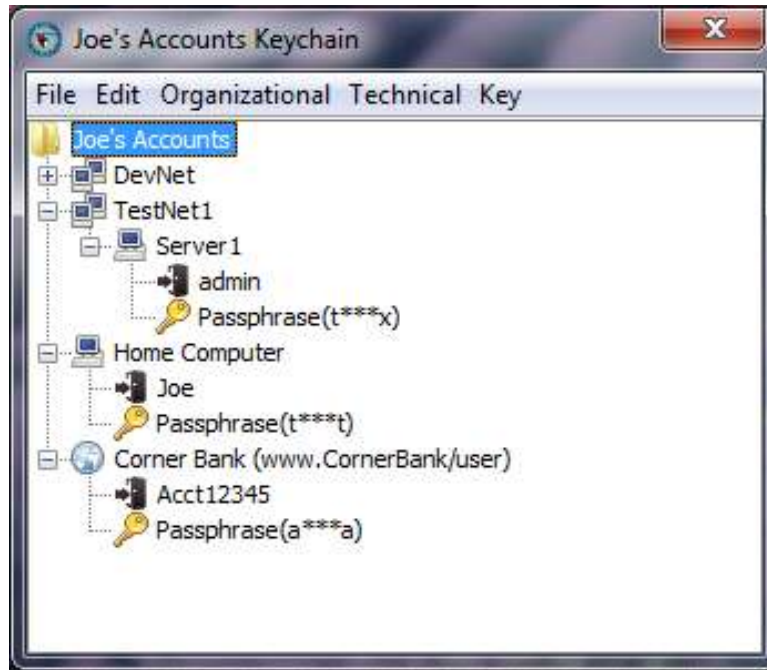 Joe's Accounts Keychain
File Edit Organizational Technical Key
Joe's Accounts
DevNet
TestNet1
Server1
admin
Passphrase(t***x)
Home Computer
Joe
Passphrase(t***t)
Corner Bank (www.CornerBank/user)
Acct12345
Passphrase(a***a)